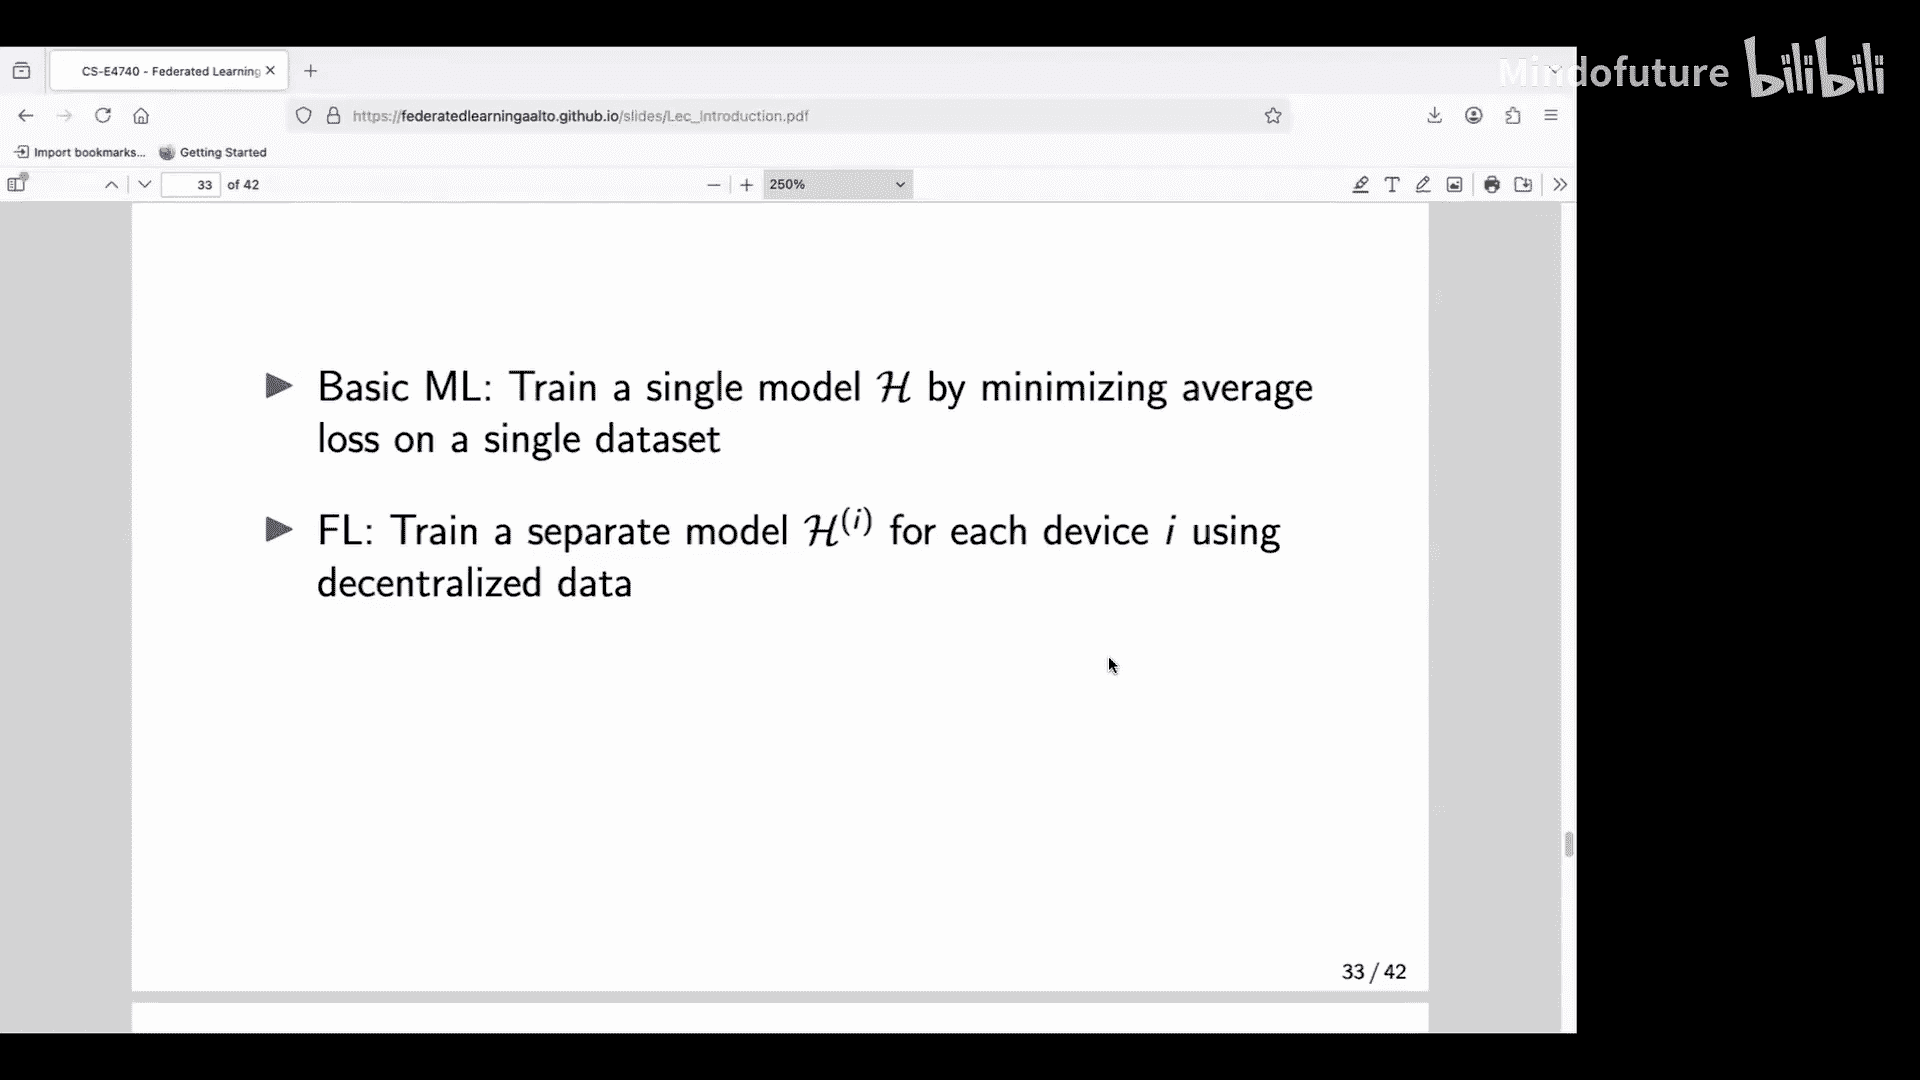 Mindofuture bilibili
CS-E4740 - Federated Learning
https://federatedlearningaalto.github.io/slides/Lec_Introduction.pdf
Import bookmarks... Getting Started
33 of 42 250%
▶ Basic ML: Train a single model ℋ by minimizing average
loss on a single dataset
▶ FL: Train a separate model ℋ⁽ⁱ⁾ for each device i using
decentralized data
33 / 42